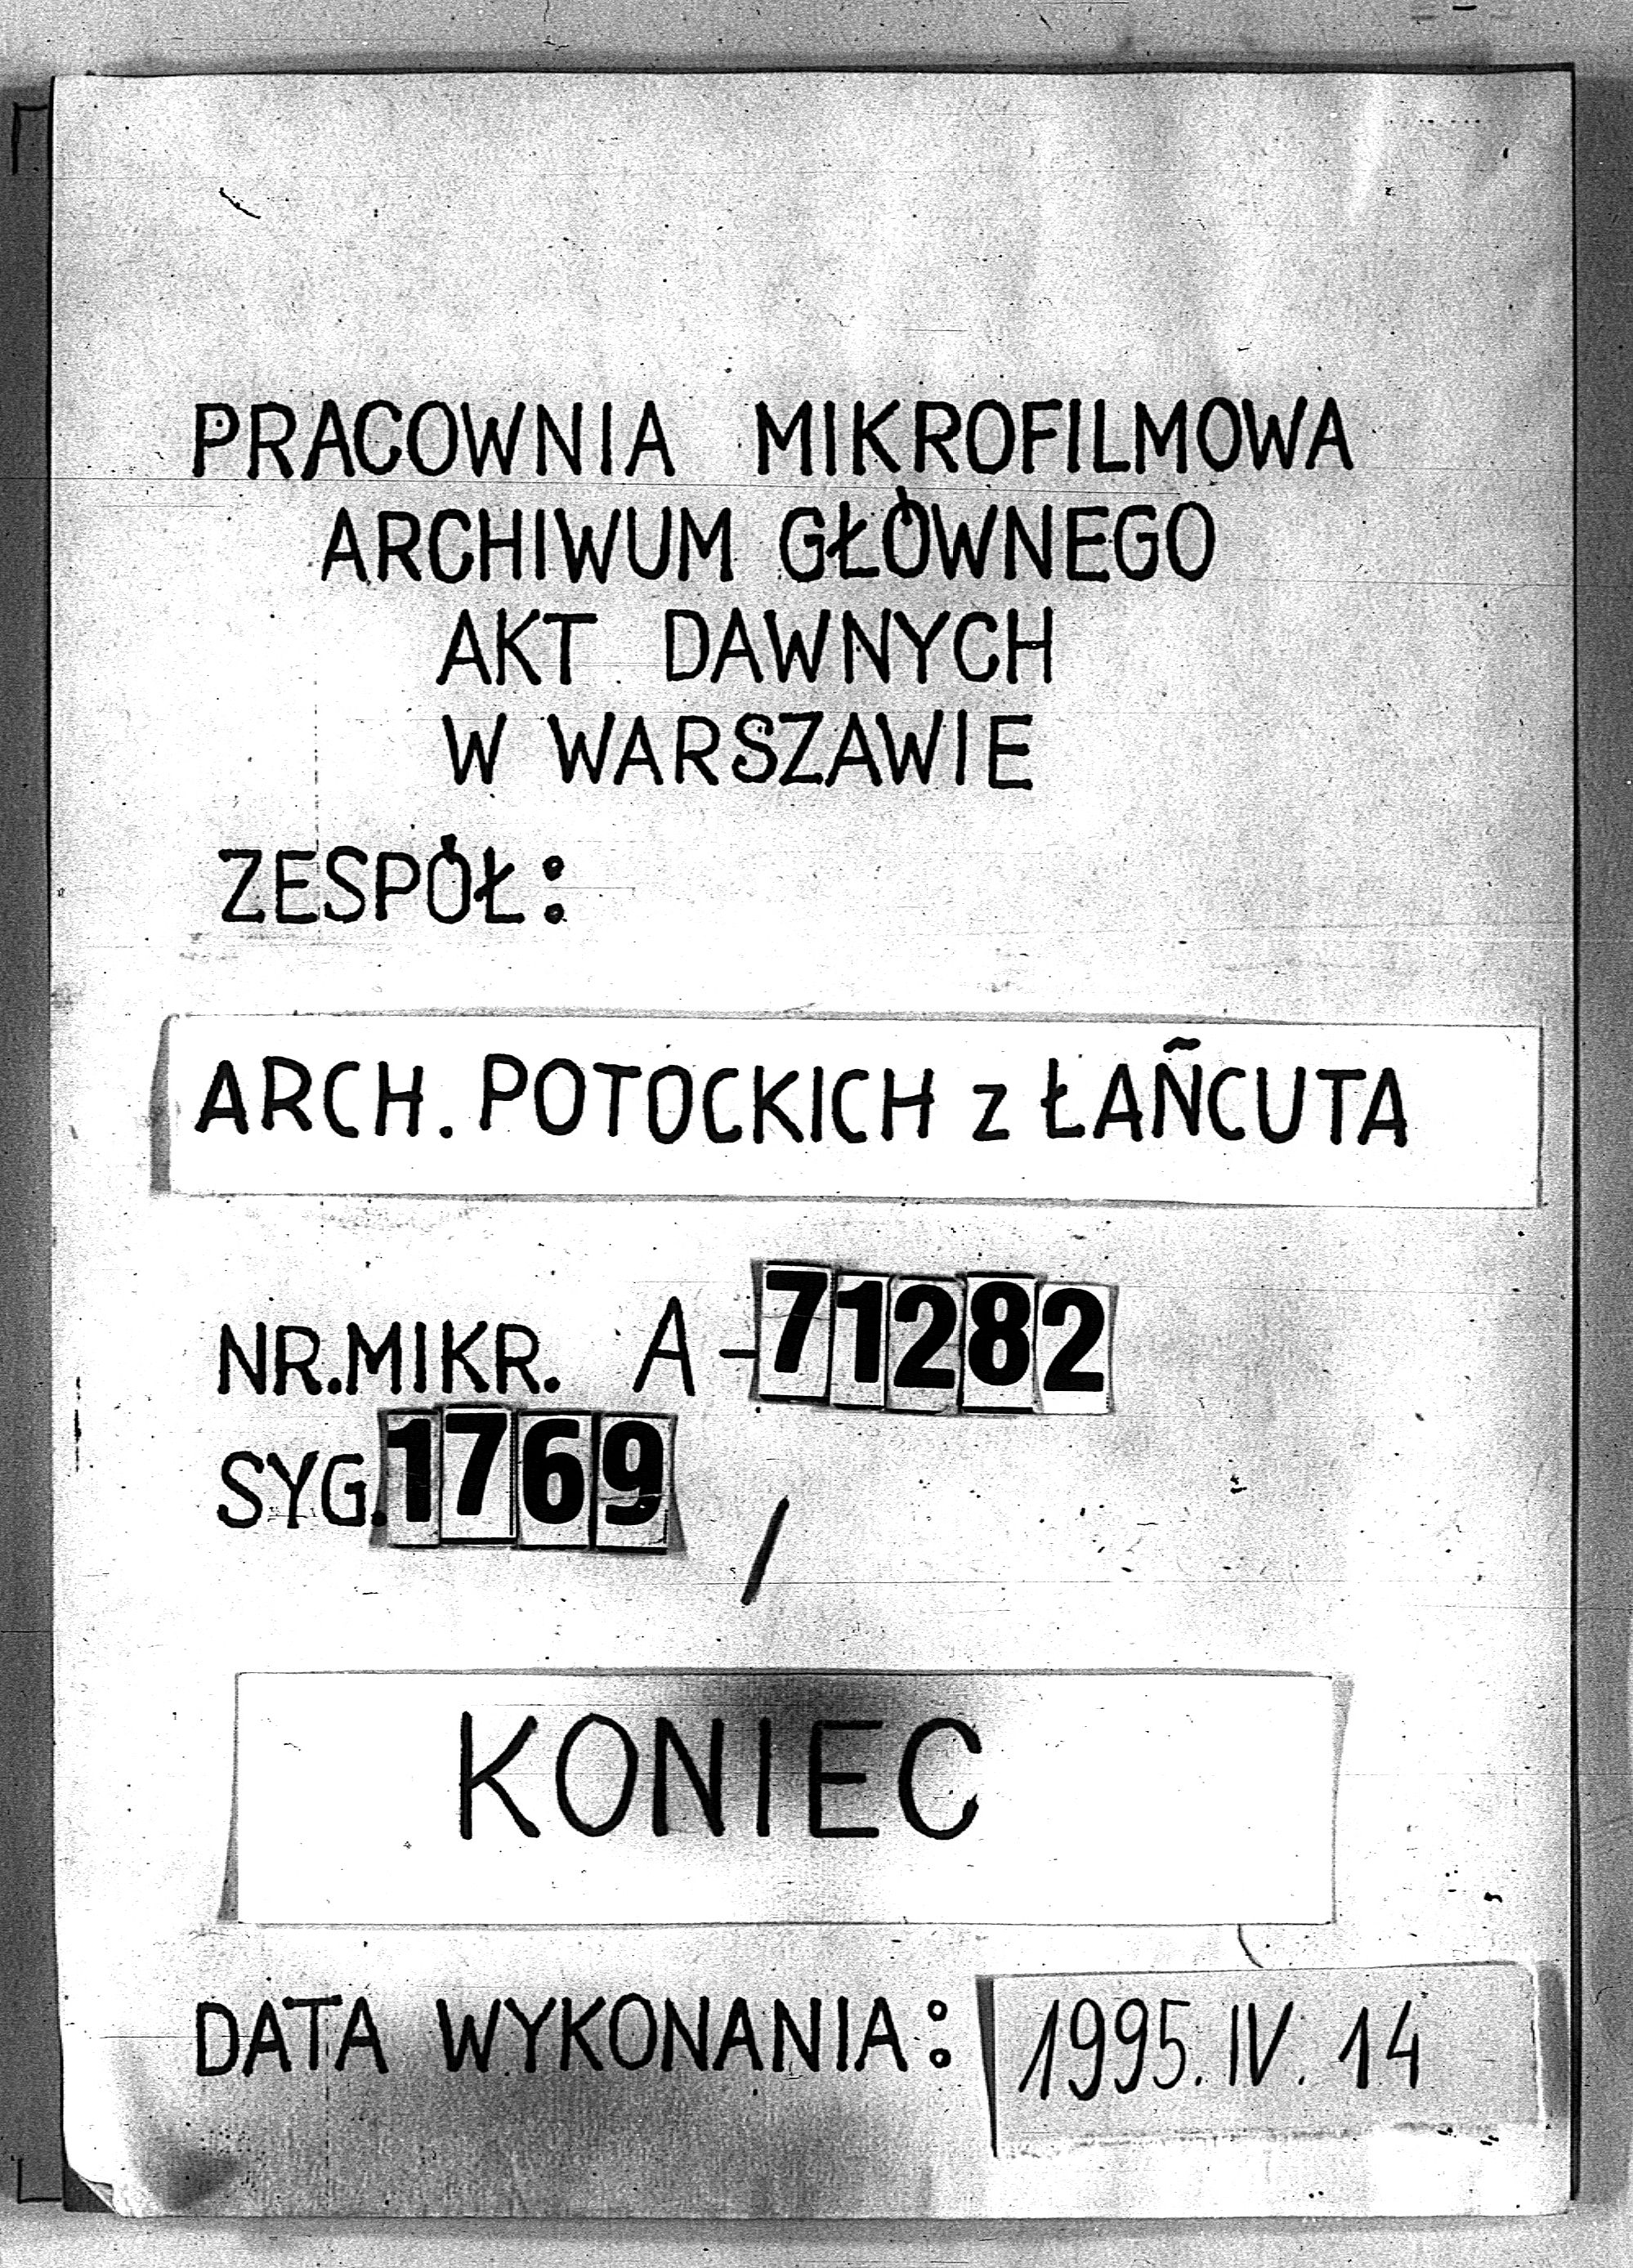 PRACOWNIA MIKROFILMOWA
ARCHIWUM GŁÓWNEGO
AKT DAWNYCH
W WARSZAWIE
ZESPÓŁ:
ARCH. POTOCKICH z ŁAÑCUTA
NR.MIKR. A-71282
SYG.1769 /
KONIEC
DATA WYKONANIA: 1995.IV.14